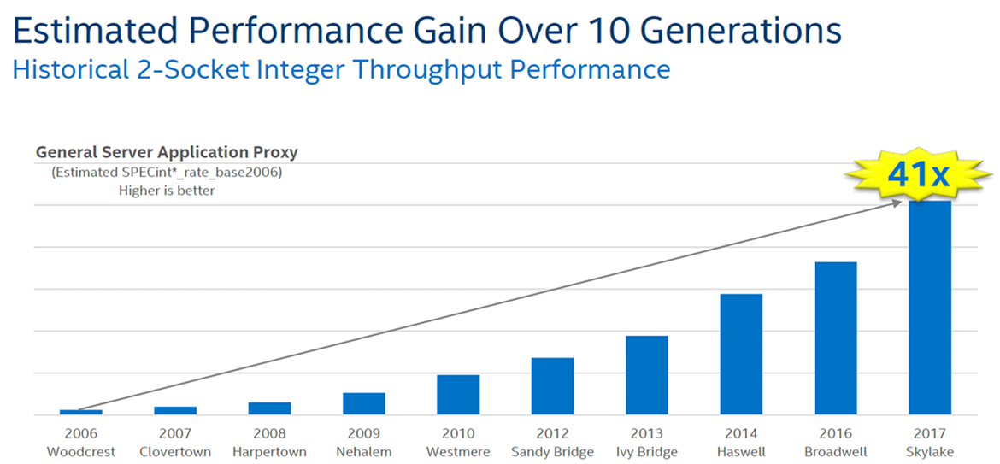 Estimated Performance Gain Over 10 Generations
Historical 2-Socket Integer Throughput Performance
General Server Application Proxy
(Estimated SPECint*_rate_base2006)
Higher is better
41x
2006 2007 2008 2009 2010 2012 2013 2014 2016 2017
Woodcrest Clovertown Harpertown Nehalem Westmere Sandy Bridge Ivy Bridge Haswell Broadwell Skylake